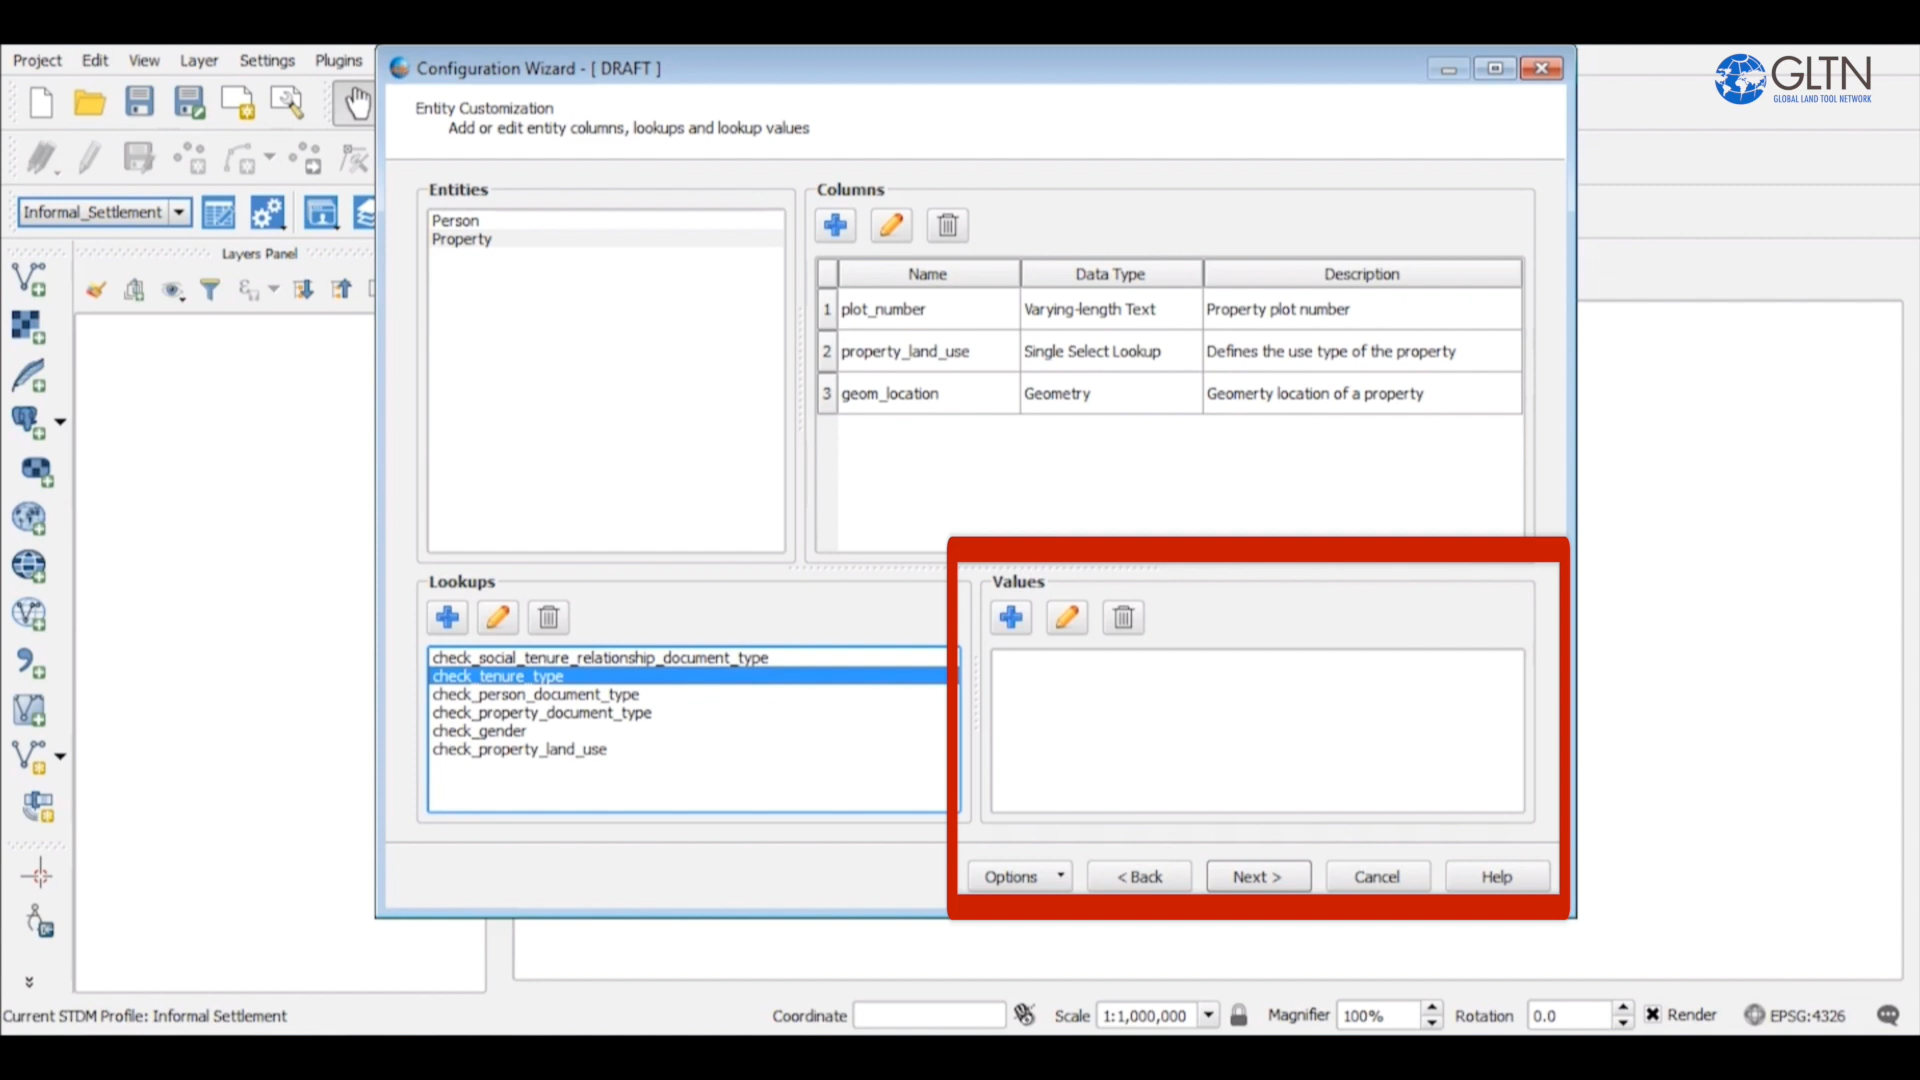 Project Edit View Layer Settings Plugins
Configuration Wizard - [ DRAFT ]
GLTN
GLOBAL LAND TOOL NETWORK
Entity Customization
Add or edit entity columns, lookups and lookup values
Informal_Settlement
Layers Panel
Entities
Person
Property
Columns
Name Data Type Description
1 plot_number Varying-length Text Property plot number
2 property_land_use Single Select Lookup Defines the use type of the property
3 geom_location Geometry Geomerty location of a property
Lookups
check_social_tenure_relationship_document_type
check_tenure_type
check_person_document_type
check_property_document_type
check_gender
check_property_land_use
Values
Options < Back Next > Cancel Help
Current STDM Profile: Informal Settlement
Coordinate Scale 1:1,000,000 Magnifier 100% Rotation 0.0 Render EPSG:4326